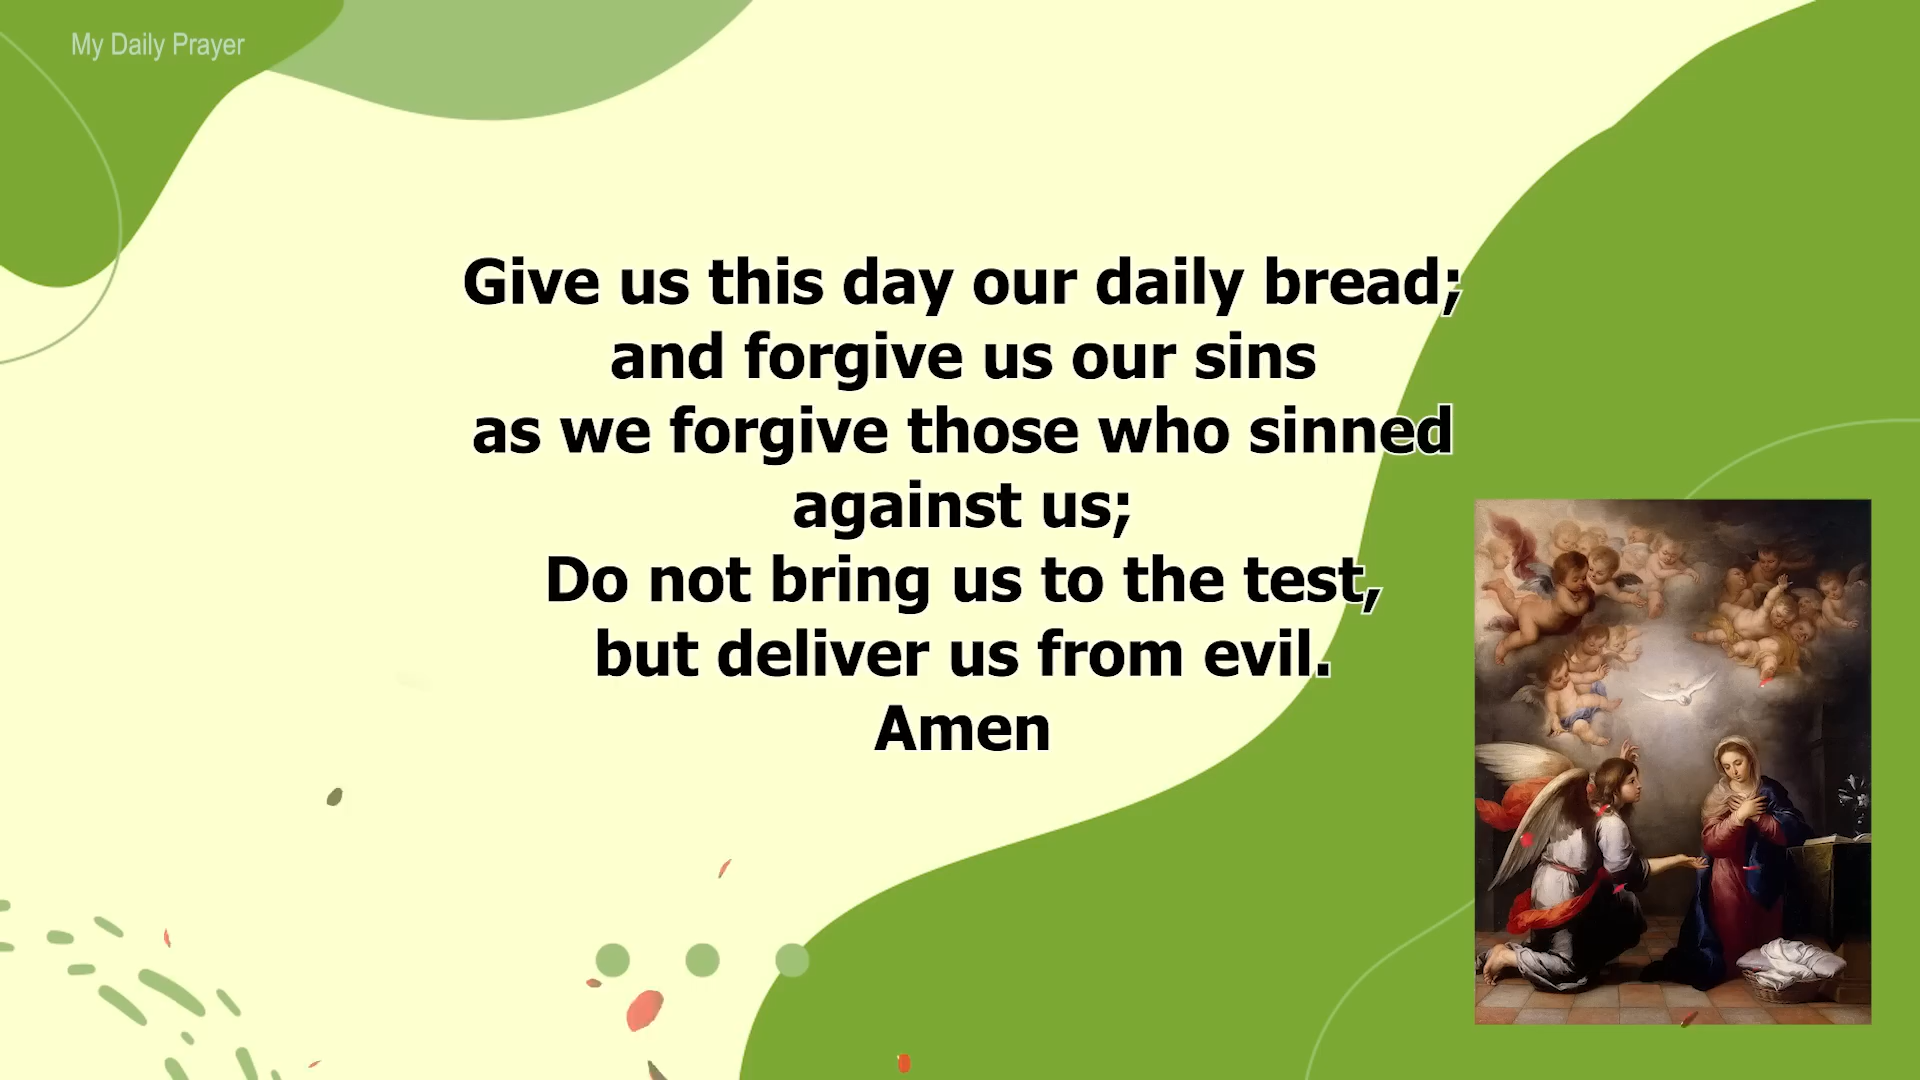 My Daily Prayer
Give us this day our daily bread;
and forgive us our sins
as we forgive those who sinned
against us;
Do not bring us to the test,
but deliver us from evil.
Amen